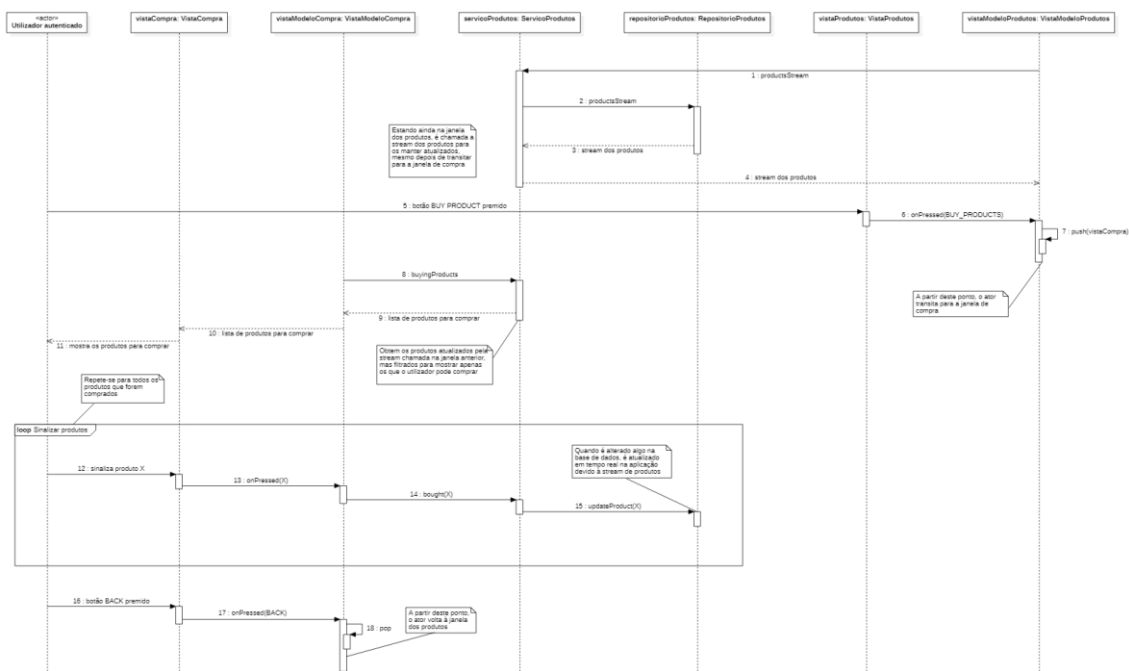 «actor»
Utilizador autenticado
vistaCompra: VistaCompra
vistaModeloCompra: VistaModeloCompra
servicoProdutos: ServicoProdutos
repositorioProdutos: RepositorioProdutos
vistaProdutos: VistaProdutos
vistaModeloProdutos: VistaModeloProdutos
1 : productsStream
2 : productsStream
Estando ainda na janela
dos produtos, é chamada a
stream dos produtos para
os manter atualizados,
mesmo depois de transitar
para a janela de compra
3 : stream dos produtos
4 : stream dos produtos
5 : botão BUY PRODUCT premido
6 : onPressed(BUY_PRODUCTS)
7 : push(vistaCompra)
8 : buyingProducts
A partir deste ponto, o ator
transita para a janela de
compra
9 : lista de produtos para comprar
10 : lista de produtos para comprar
11 : mostra os produtos para comprar
Obtem os produtos atualizados pela
stream chamada na janela anterior,
mas filtrados para mostrar apenas
os que o utilizador pode comprar
Repete-se para todos os
produtos que forem
comprados
loop Sinalizar produtos
Quando é alterado algo na
base de dados, é atualizado
em tempo real na aplicação
devido à stream de produtos
12 : sinaliza produto X
13 : onPressed(X)
14 : bought(X)
15 : updateProduct(X)
16 : botão BACK premido
17 : onPressed(BACK)
18 : pop
A partir deste ponto,
o ator volta à janela
dos produtos